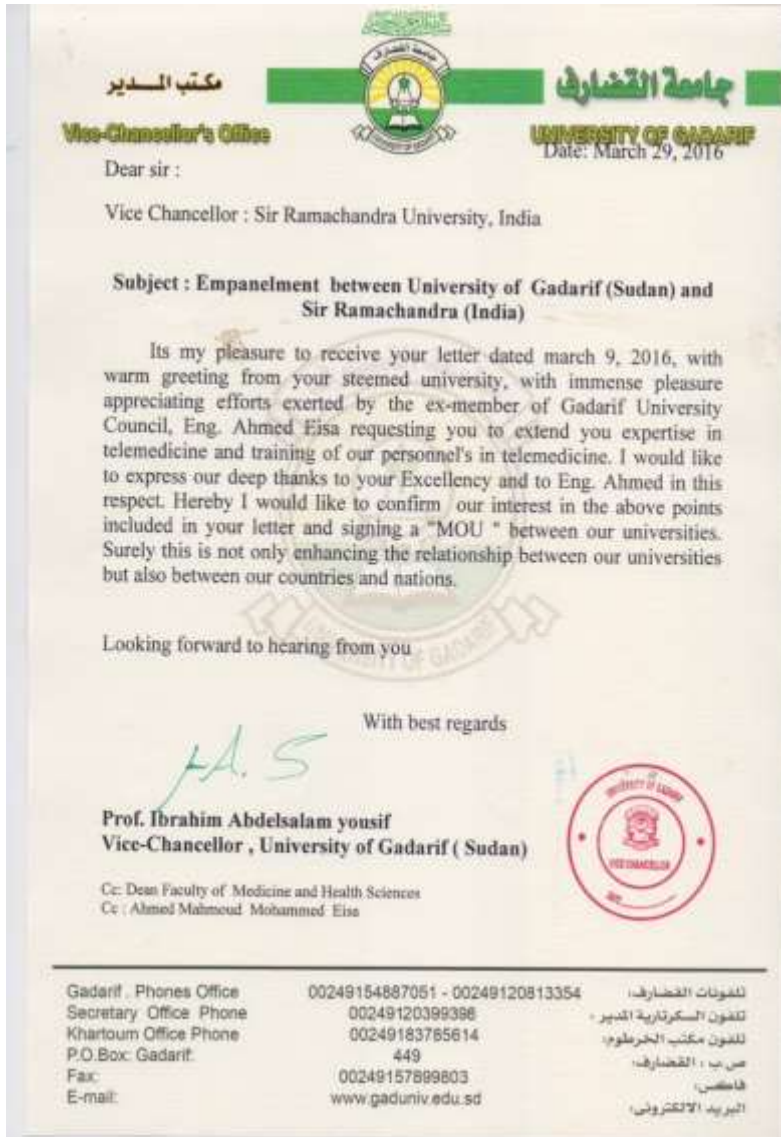 مكتب المدير
جامعة القضارف
Vice-Chancellor's Office
UNIVERSITY OF GADARIF
Date: March 29, 2016
Dear sir :
Vice Chancellor : Sir Ramachandra University, India
Subject : Empanelment between University of Gadarif (Sudan) and
Sir Ramachandra (India)
Its my pleasure to receive your letter dated march 9, 2016, with
warm greeting from your steemed university, with immense pleasure
appreciating efforts exerted by the ex-member of Gadarif University
Council, Eng. Ahmed Eisa requesting you to extend you expertise in
telemedicine and training of our personnel's in telemedicine. I would like
to express our deep thanks to your Excellency and to Eng. Ahmed in this
respect. Hereby I would like to confirm our interest in the above points
included in your letter and signing a "MOU " between our universities.
Surely this is not only enhancing the relationship between our universities
but also between our countries and nations.
UNIVERSITY OF GADARIF
Looking forward to hearing from you
With best regards
Prof. Ibrahim Abdelsalam yousif
Vice-Chancellor , University of Gadarif ( Sudan)
UNIVERSITY OF GADARIF
VICE CHANCELLOR
Cc: Dean Faculty of Medicine and Health Sciences
Cc : Ahmed Mahmoud Mohammed Eisa
Gadarif . Phones Office 00249154887051 - 00249120813354 تلفونات القضارف:
Secretary Office Phone 00249120399398 تلفون السكرتارية المدير :
Khartoum Office Phone 00249183765614 تلفون مكتب الخرطوم:
P.O.Box: Gadarif: 449 ص ب : القضارف:
Fax: 00249157899803 فاكس:
E-mail: www.gaduniv.edu.sd البريد الالكترونى: